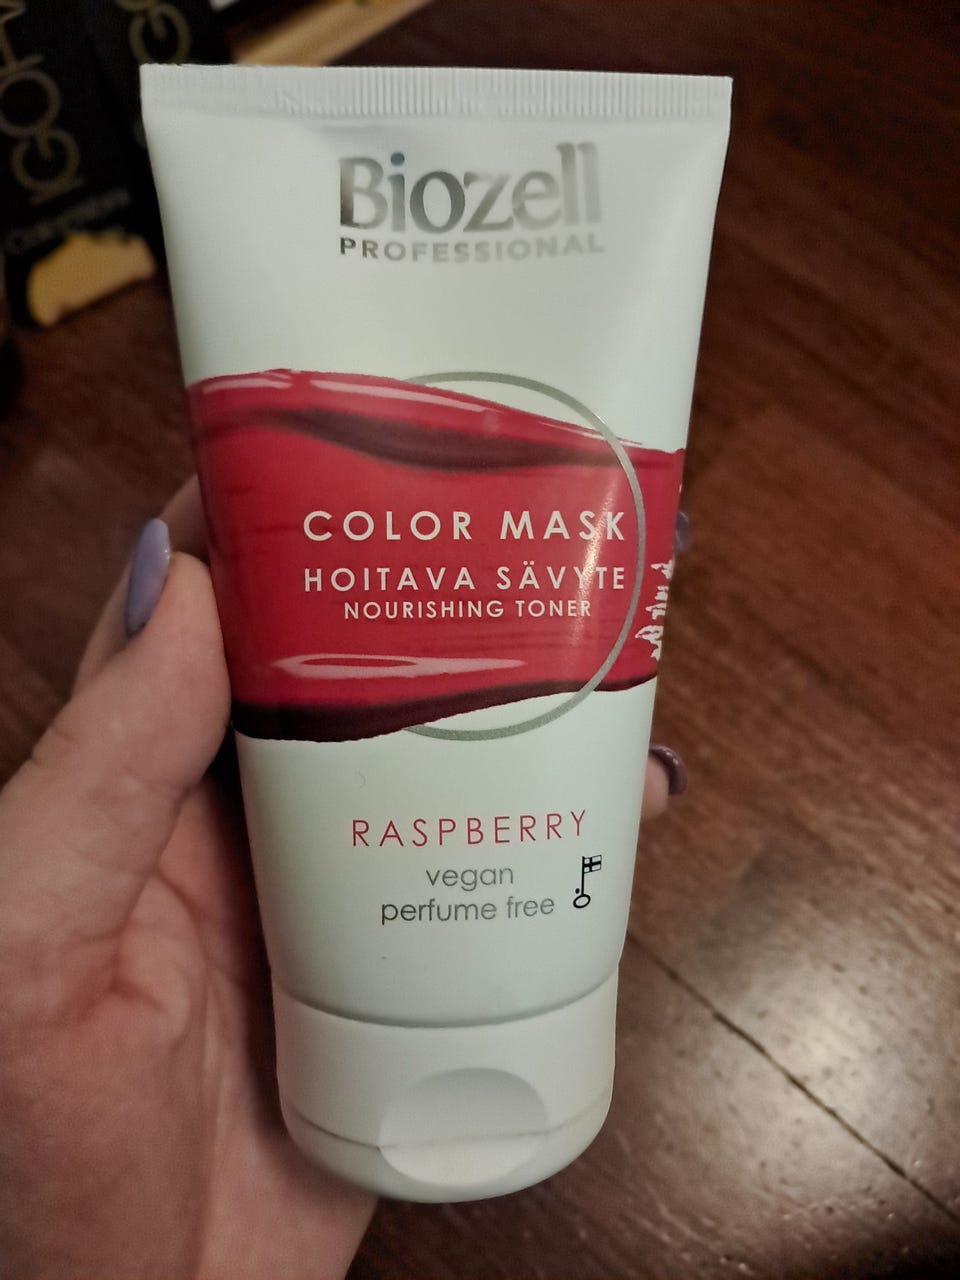 Biozell
PROFESSIONAL
COLOR MASK
HOITAVA SÄVYTE
NOURISHING TONER
RASPBERRY
vegan
perfume free